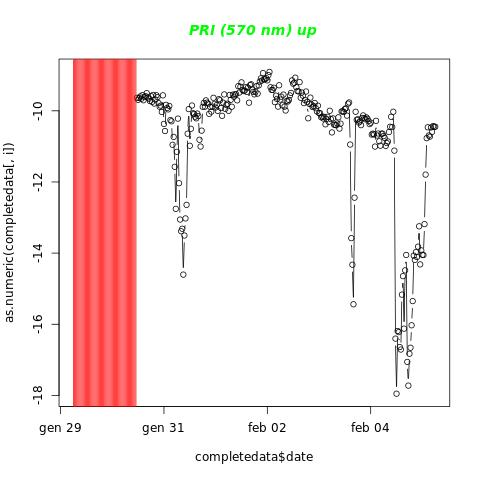 PRI (570 nm) up
as.numeric(completedata[, i])
-10
-12
-14
-16
-18
gen 29
gen 31
feb 02
feb 04
completedata$date